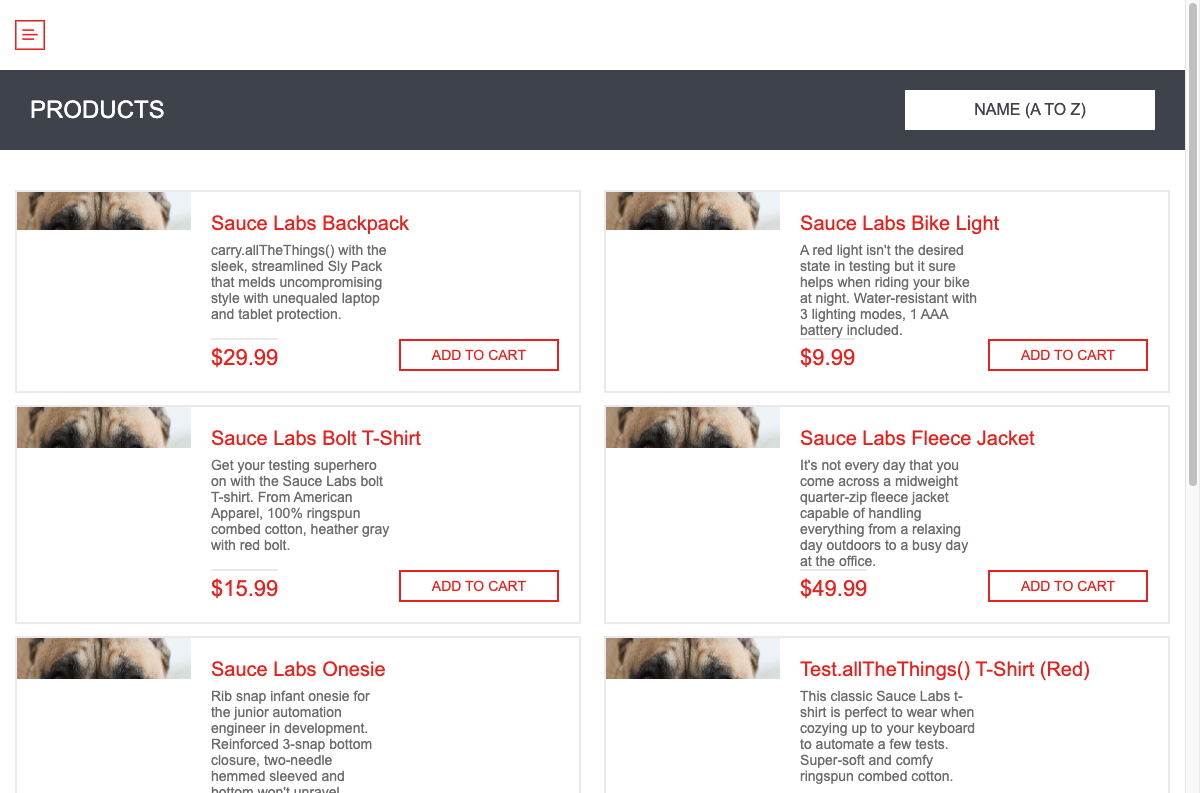 PRODUCTS
NAME (A TO Z)
Sauce Labs Backpack
carry.allTheThings() with the
sleek, streamlined Sly Pack
that melds uncompromising
style with unequaled laptop
and tablet protection.
$29.99
ADD TO CART
Sauce Labs Bike Light
A red light isn't the desired
state in testing but it sure
helps when riding your bike
at night. Water-resistant with
3 lighting modes, 1 AAA
battery included.
$9.99
ADD TO CART
Sauce Labs Bolt T-Shirt
Get your testing superhero
on with the Sauce Labs bolt
T-shirt. From American
Apparel, 100% ringspun
combed cotton, heather gray
with red bolt.
$15.99
ADD TO CART
Sauce Labs Fleece Jacket
It's not every day that you
come across a midweight
quarter-zip fleece jacket
capable of handling
everything from a relaxing
day outdoors to a busy day
at the office.
$49.99
ADD TO CART
Sauce Labs Onesie
Rib snap infant onesie for
the junior automation
engineer in development.
Reinforced 3-snap bottom
closure, two-needle
hemmed sleeved and
bottom won't unravel.
Test.allTheThings() T-Shirt (Red)
This classic Sauce Labs t-
shirt is perfect to wear when
cozying up to your keyboard
to automate a few tests.
Super-soft and comfy
ringspun combed cotton.